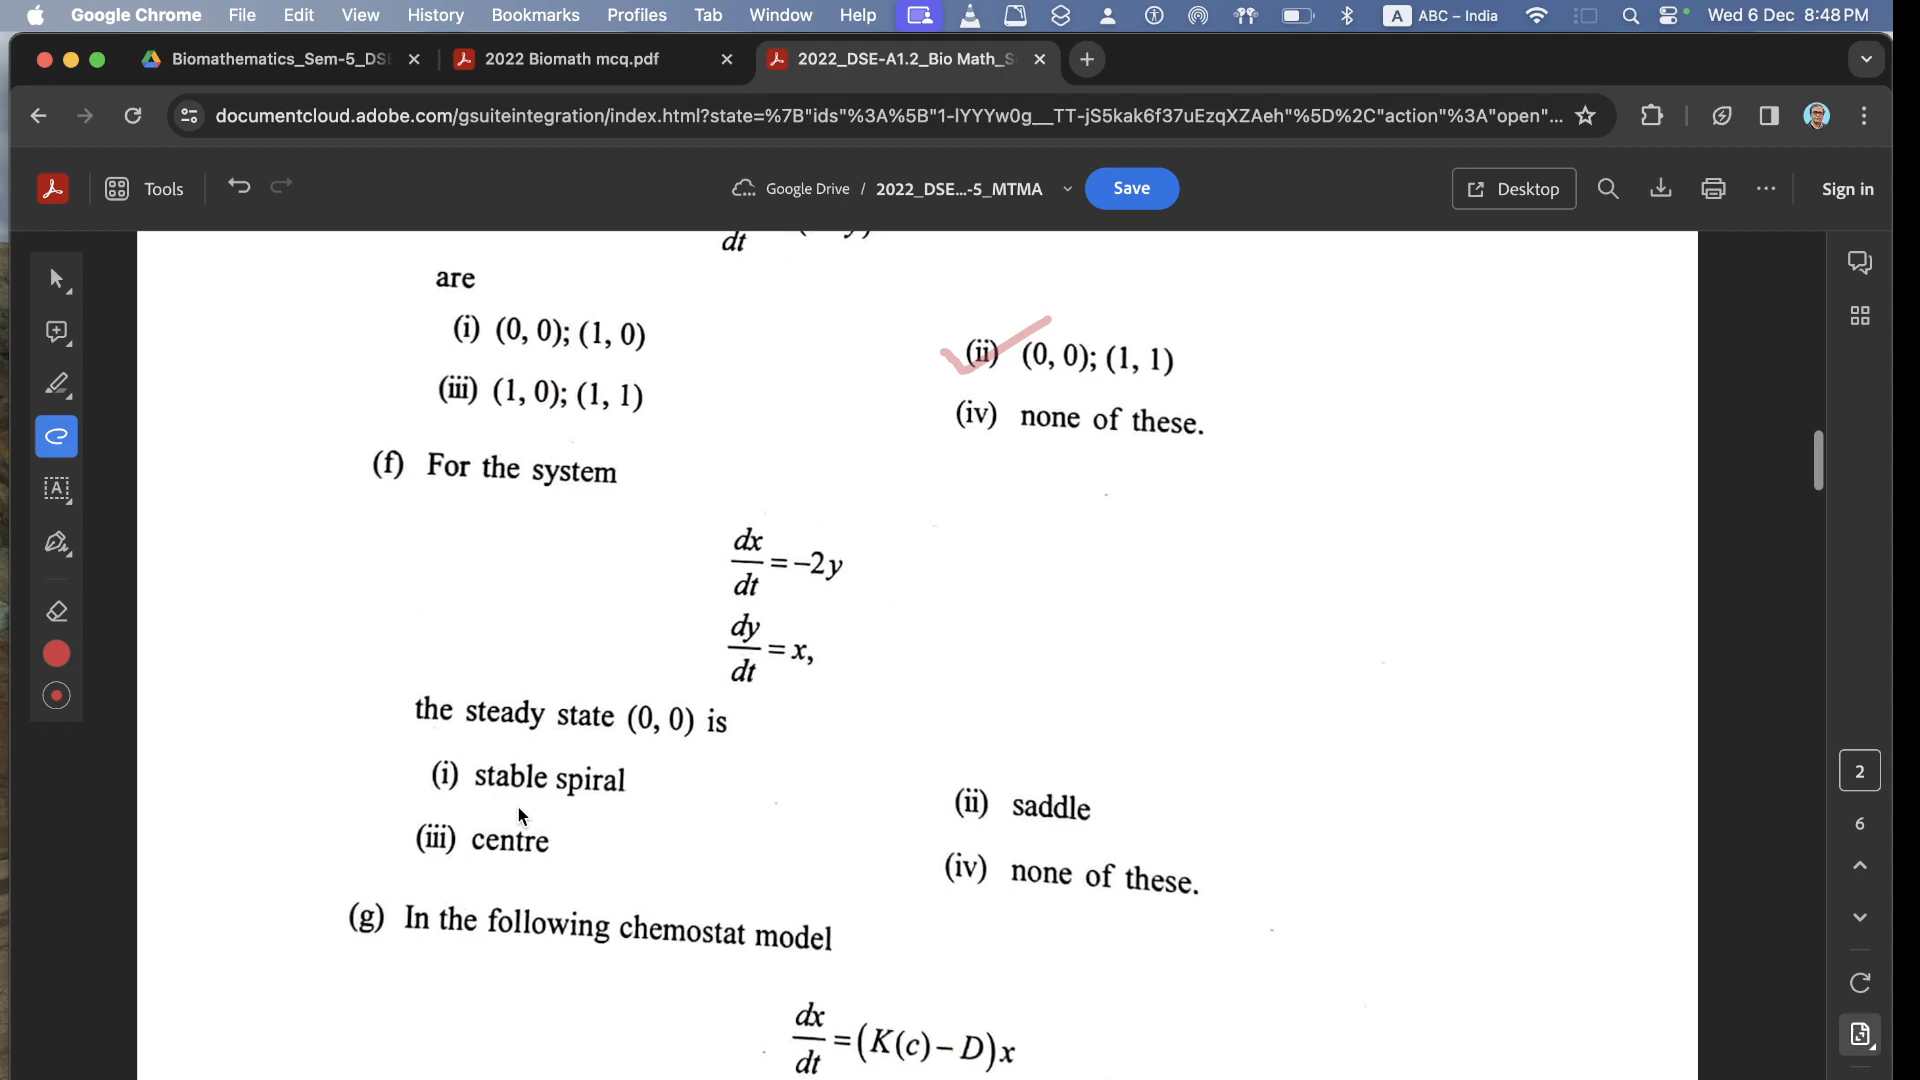 Google Chrome File Edit View History Bookmarks Profiles Tab Window Help A ABC – India Wed 6 Dec 8:48 PM
Biomathematics_Sem-5_DS 2022 Biomath mcq.pdf 2022_DSE-A1.2_Bio Math_S
documentcloud.adobe.com/gsuiteintegration/index.html?state=%7B"ids"%3A%5B"1-lYYYw0g__TT-jS5kak6f37uEzqXZAeh"%5D%2C"action"%3A"open"...
Tools Google Drive / 2022_DSE...-5_MTMA Save Desktop Sign in
dt
are
(i) (0, 0); (1, 0)
(ii) (0, 0); (1, 1)
(iii) (1, 0); (1, 1)
(iv) none of these.
(f) For the system
dx/dt = –2y
dy/dt = x,
the steady state (0, 0) is
(i) stable spiral
(ii) saddle
(iii) centre
(iv) none of these.
(g) In the following chemostat model
dx/dt = (K(c) – D)x
2
6